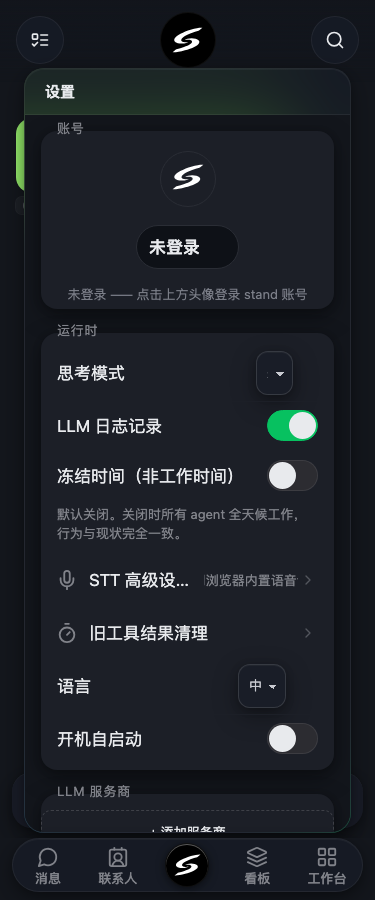 设置
账号
未登录
未登录 —— 点击上方头像登录 stand 账号
运行时
思考模式
LLM 日志记录
冻结时间（非工作时间）
默认关闭。关闭时所有 agent 全天候工作，
行为与现状完全一致。
STT 高级设... 浏览器内置语音
旧工具结果清理
语言 中
开机自启动
LLM 服务商
+ 添加服务商
消息 联系人 看板 工作台